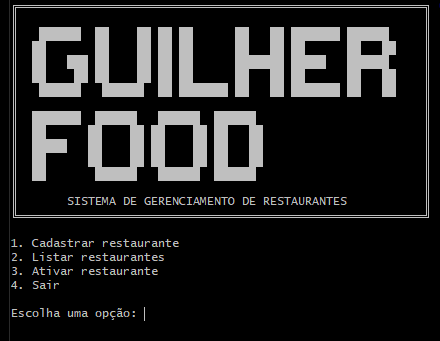 GUILHER
FOOD
SISTEMA DE GERENCIAMENTO DE RESTAURANTES
1. Cadastrar restaurante
2. Listar restaurantes
3. Ativar restaurante
4. Sair
Escolha uma opção: